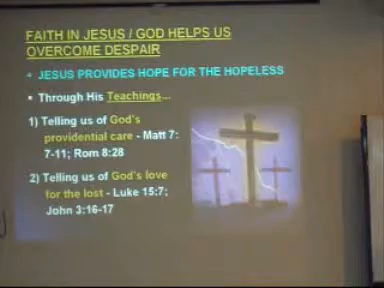 FAITH IN JESUS / GOD HELPS US
OVERCOME DESPAIR
• JESUS PROVIDES HOPE FOR THE HOPELESS
• Through His Teachings...
1) Telling us of God's
providential care - Matt 7:
7-11; Rom 8:28
2) Telling us of God's love
for the lost - Luke 15:7;
John 3:16-17